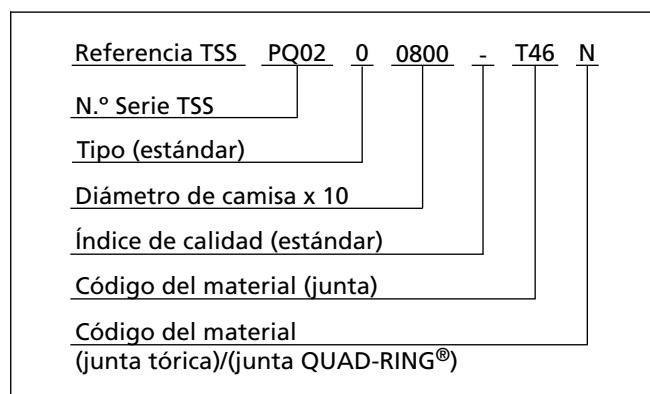 Referencia TSS PQ02 0 0800 - T46 N
N.º Serie TSS
Tipo (estándar)
Diámetro de camisa x 10
Índice de calidad (estándar)
Código del material (junta)
Código del material
(junta tórica)/(junta QUAD-RING®)